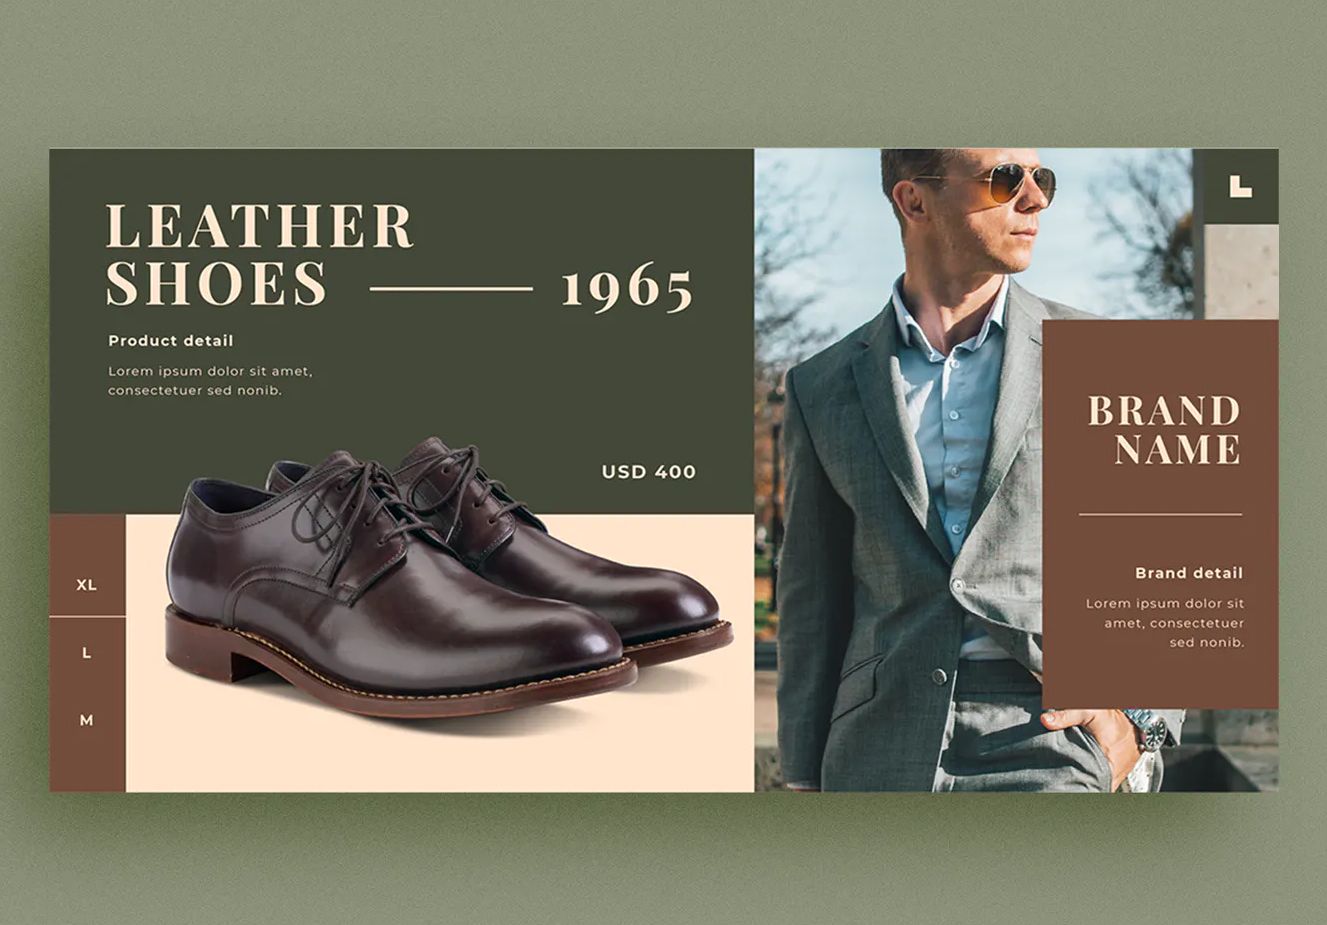 LEATHER
SHOES
1965
Product detail
Lorem ipsum dolor sit amet,
consectetuer sed nonib.
USD 400
XL
L
M
BRAND
NAME
Brand detail
Lorem ipsum dolor sit
amet, consectetuer
sed nonib.